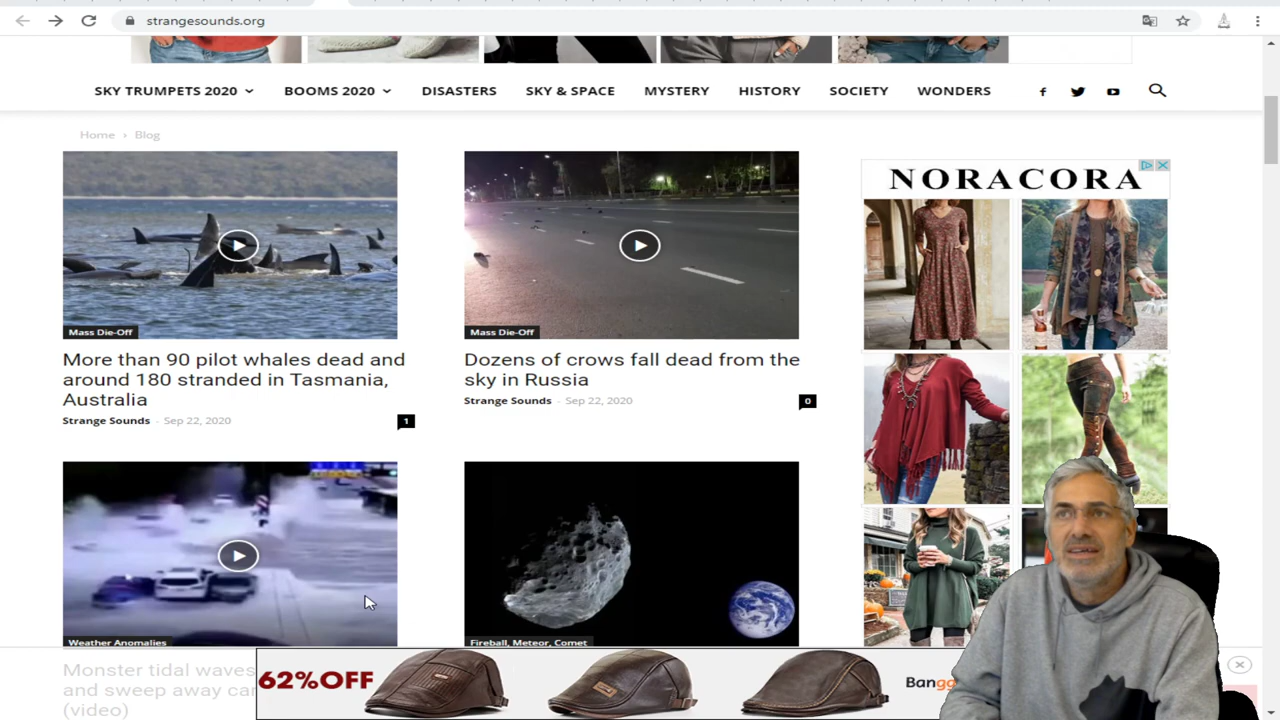 strangesounds.org
SKY TRUMPETS 2020 BOOMS 2020 DISASTERS SKY & SPACE MYSTERY HISTORY SOCIETY WONDERS
Home › Blog
NORACORA
Mass Die-Off
More than 90 pilot whales dead and
around 180 stranded in Tasmania,
Australia
Strange Sounds - Sep 22, 2020
1
Mass Die-Off
Dozens of crows fall dead from the
sky in Russia
Strange Sounds - Sep 22, 2020
0
Weather Anomalies
Monster tidal waves
and sweep away
(video)
Fireball, Meteor, Comet
62%OFF